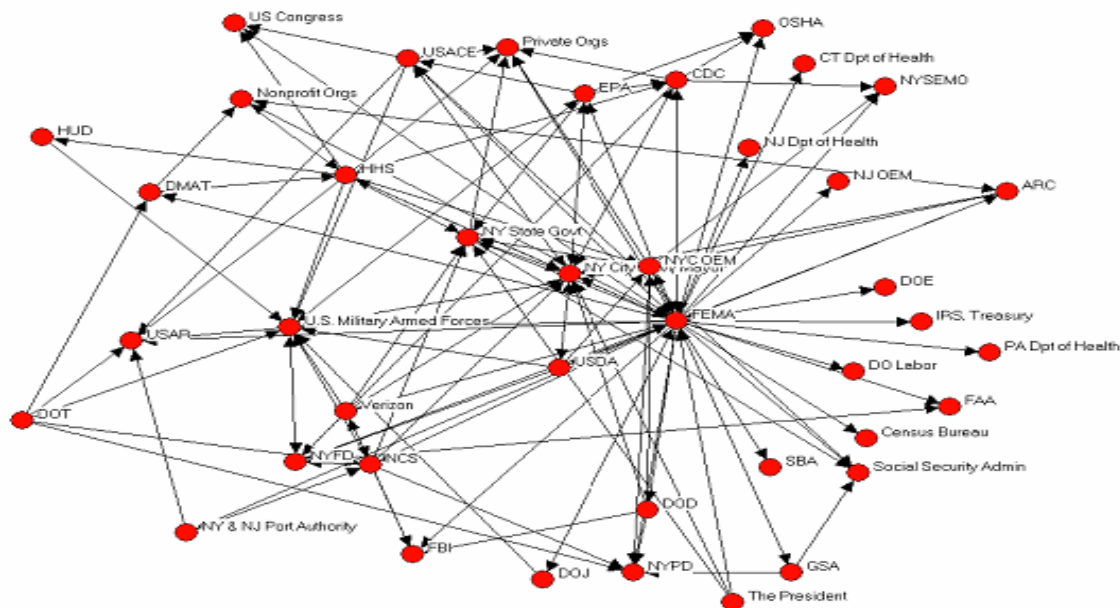 US Congress
OSHA
USACE
Private Orgs
CT Dpt of Health
EPA
CDC
NYSEMO
Nonprofit Orgs
HUD
NJ Dpt of Health
HHS
NJ OEM
DMAT
ARC
NY State Govt
NY City
NYC OEM
Mayor
DOE
U.S. Military Armed Forces
FEMA
IRS, Treasury
USAR
PA Dpt of Health
USDA
DO Labor
Verizon
FAA
DOT
Census Bureau
NYFD
NCS
SBA
Social Security Admin
DOD
NY & NJ Port Authority
FBI
DOJ
NYPD
GSA
The President